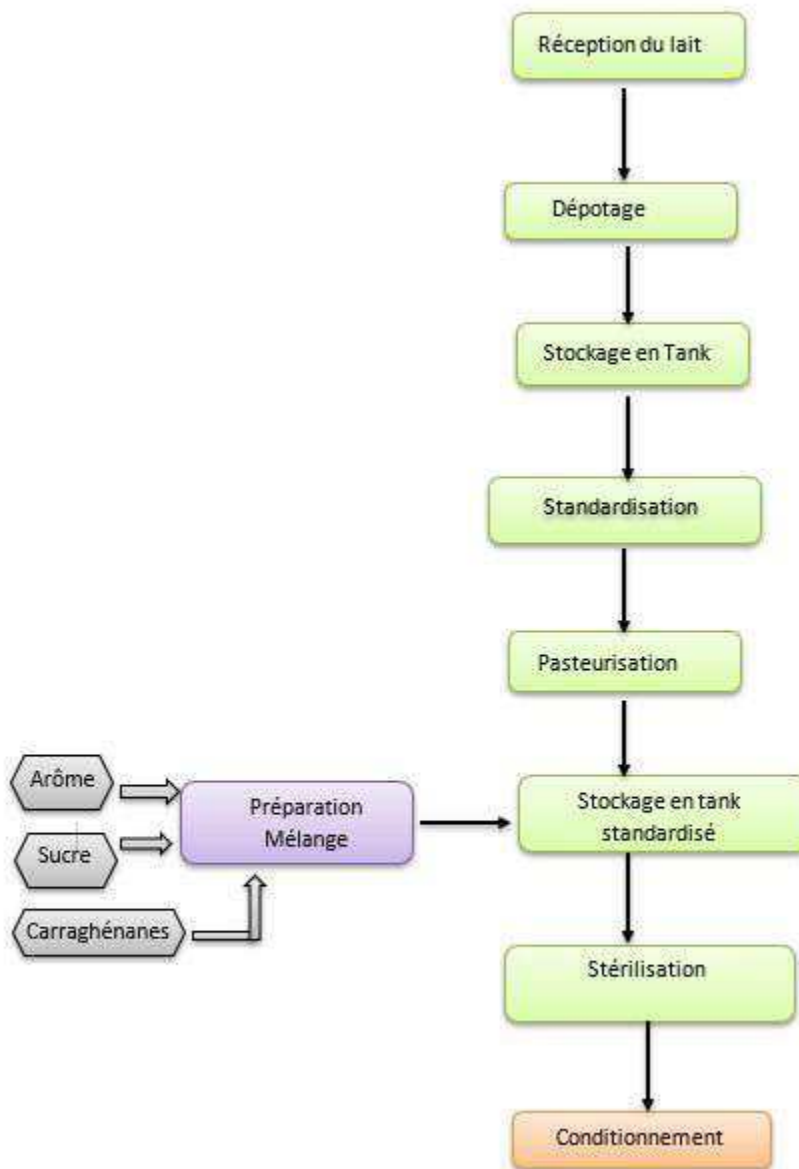 Réception du lait
Dépotage
Stockage en Tank
Standardisation
Pasteurisation
Arôme
Sucre
Carraghénanes
Préparation
Mélange
Stockage en tank
standardisé
Stérilisation
Conditionnement